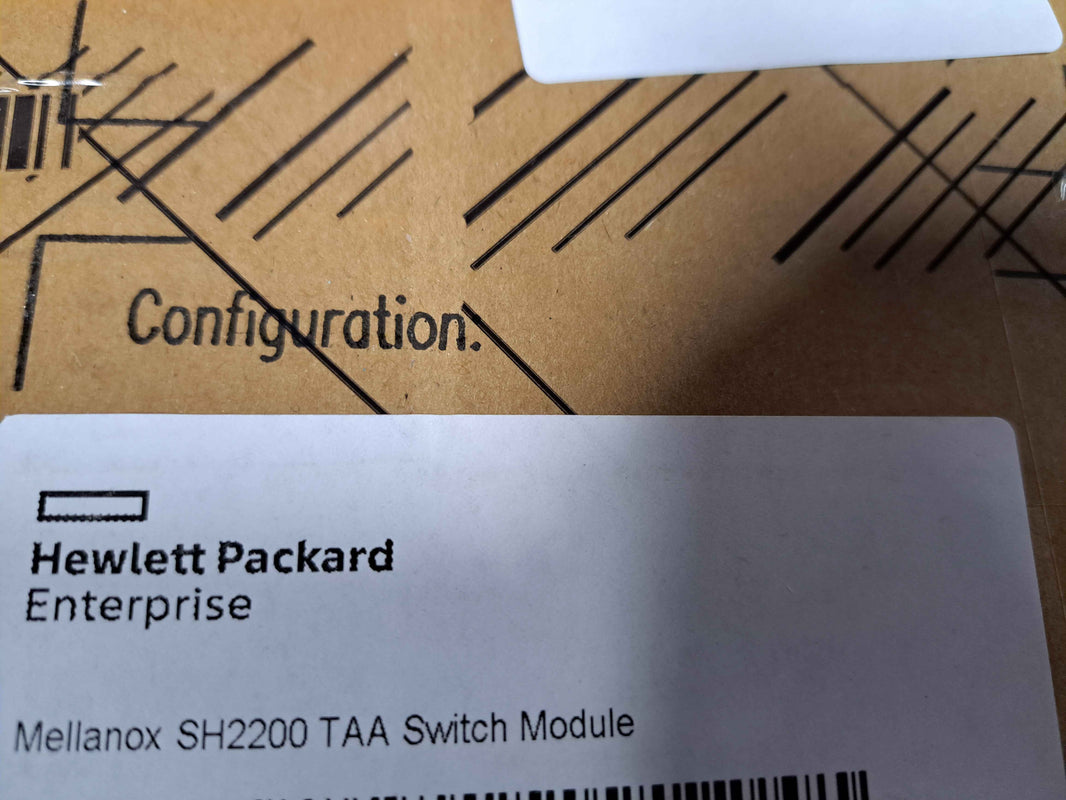 Configuration.
Hewlett Packard
Enterprise
Mellanox SH2200 TAA Switch Module